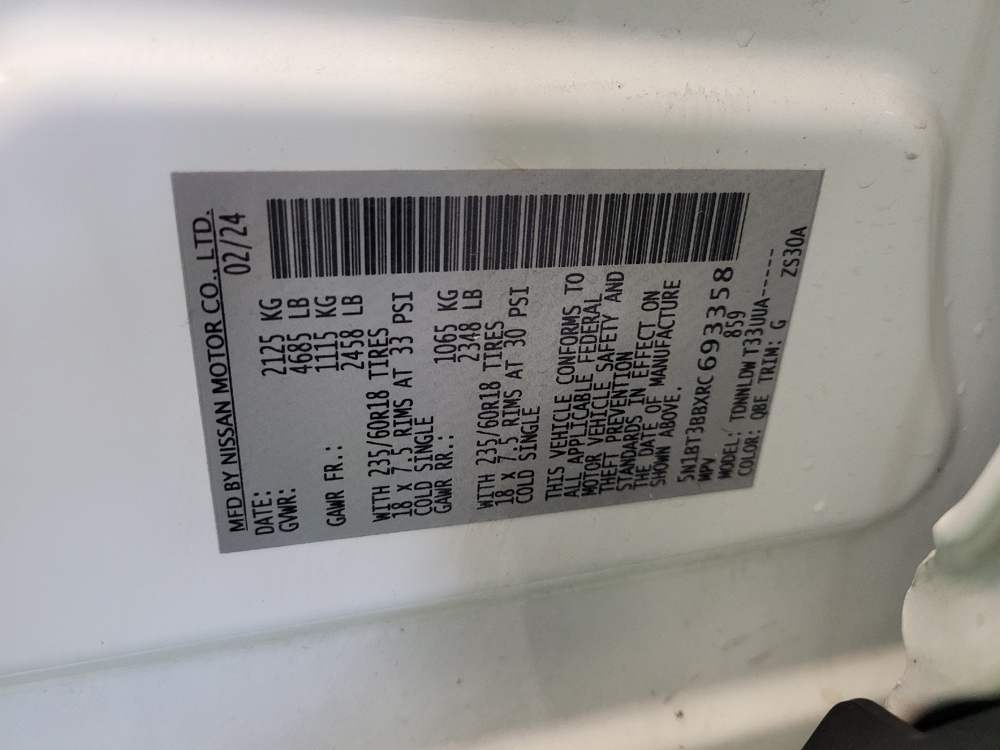 MFD BY NISSAN MOTOR CO., LTD.
DATE: 02/24
GVWR: 2125 KG
4685 LB
GAWR FR.: 1115 KG
2458 LB
WITH 235/60R18 TIRES
18 X 7.5 RIMS AT 33 PSI
COLD SINGLE
GAWR RR.: 1065 KG
2348 LB
WITH 235/60R18 TIRES
18 X 7.5 RIMS AT 30 PSI
COLD SINGLE
THIS VEHICLE CONFORMS TO
ALL APPLICABLE FEDERAL
MOTOR VEHICLE SAFETY AND
THEFT PREVENTION
STANDARDS IN EFFECT ON
THE DATE OF MANUFACTURE
SHOWN ABOVE.
5N1BT3BBXRC693358
MPV 859
MODEL: TDNNLDW T33UUA-----
COLOR: QBE TRIM: G ZS30A